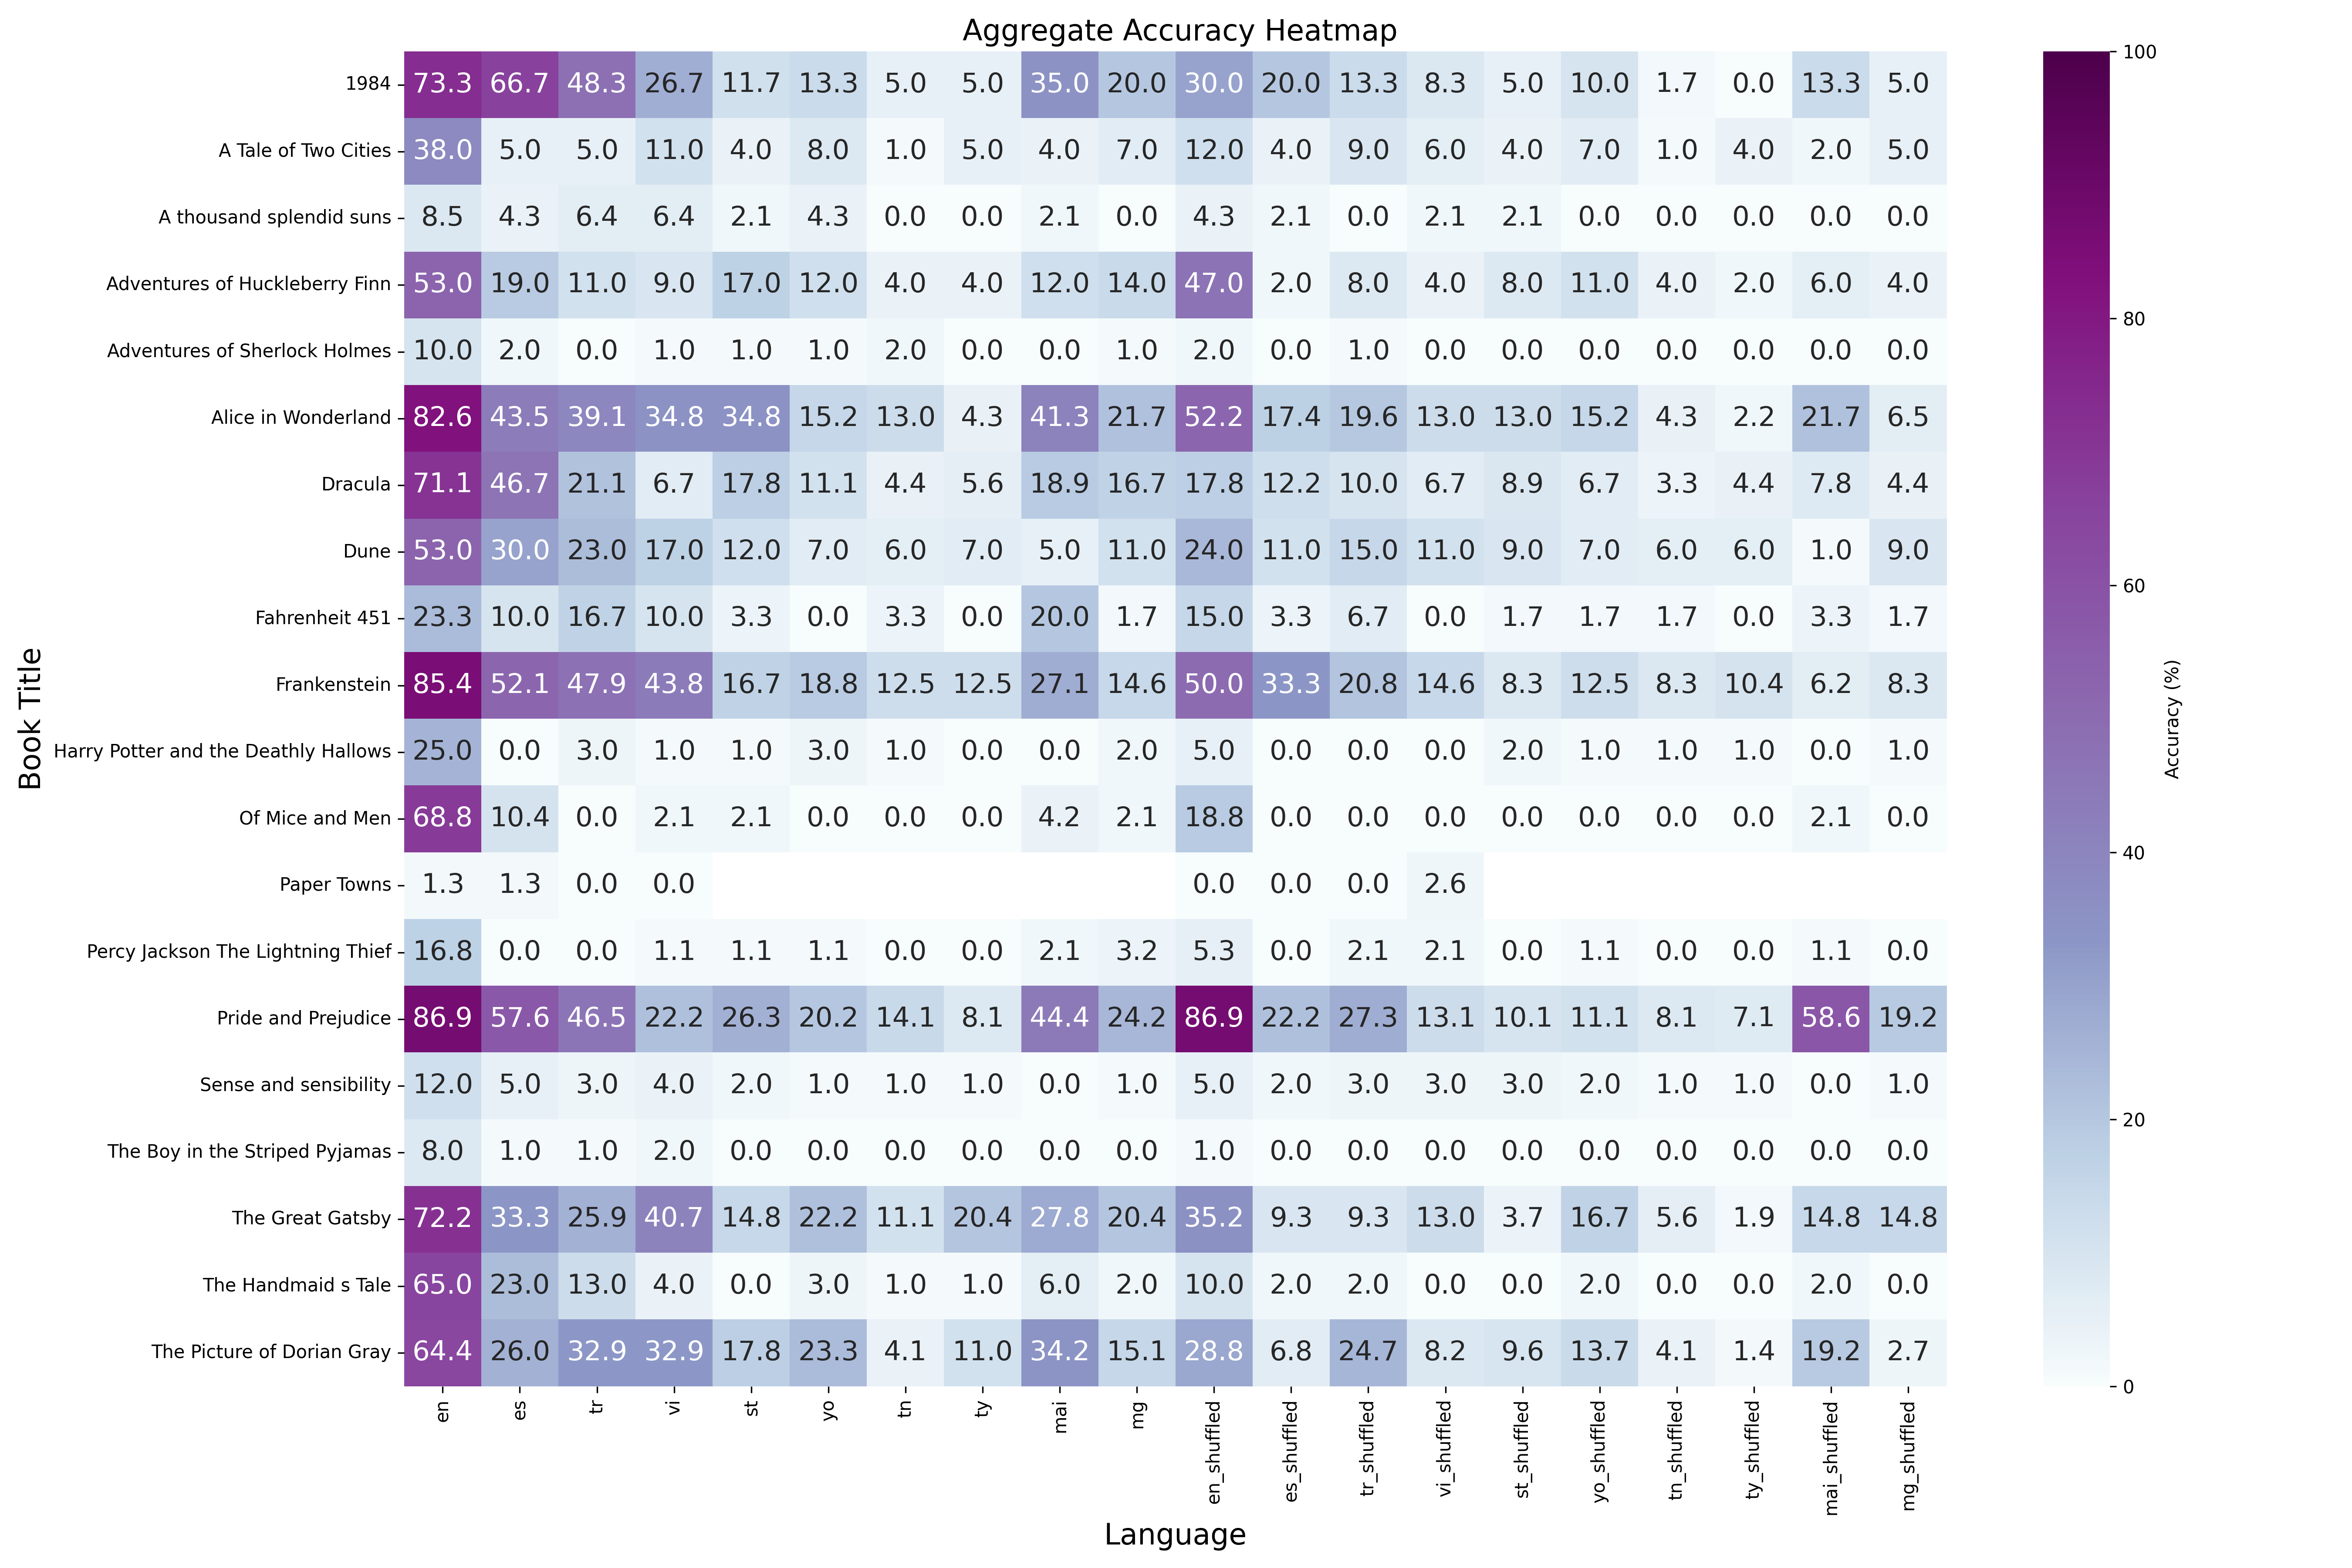 Aggregate Accuracy Heatmap
Book Title
1984 73.3 66.7 48.3 26.7 11.7 13.3 5.0 5.0 35.0 20.0 30.0 20.0 13.3 8.3 5.0 10.0 1.7 0.0 13.3 5.0
A Tale of Two Cities 38.0 5.0 5.0 11.0 4.0 8.0 1.0 5.0 4.0 7.0 12.0 4.0 9.0 6.0 4.0 7.0 1.0 4.0 2.0 5.0
A thousand splendid suns 8.5 4.3 6.4 6.4 2.1 4.3 0.0 0.0 2.1 0.0 4.3 2.1 0.0 2.1 2.1 0.0 0.0 0.0 0.0 0.0
Adventures of Huckleberry Finn 53.0 19.0 11.0 9.0 17.0 12.0 4.0 4.0 12.0 14.0 47.0 2.0 8.0 4.0 8.0 11.0 4.0 2.0 6.0 4.0
Adventures of Sherlock Holmes 10.0 2.0 0.0 1.0 1.0 1.0 2.0 0.0 0.0 1.0 2.0 0.0 1.0 0.0 0.0 0.0 0.0 0.0 0.0 0.0
Alice in Wonderland 82.6 43.5 39.1 34.8 34.8 15.2 13.0 4.3 41.3 21.7 52.2 17.4 19.6 13.0 13.0 15.2 4.3 2.2 21.7 6.5
Dracula 71.1 46.7 21.1 6.7 17.8 11.1 4.4 5.6 18.9 16.7 17.8 12.2 10.0 6.7 8.9 6.7 3.3 4.4 7.8 4.4
Dune 53.0 30.0 23.0 17.0 12.0 7.0 6.0 7.0 5.0 11.0 24.0 11.0 15.0 11.0 9.0 7.0 6.0 6.0 1.0 9.0
Fahrenheit 451 23.3 10.0 16.7 10.0 3.3 0.0 3.3 0.0 20.0 1.7 15.0 3.3 6.7 0.0 1.7 1.7 1.7 0.0 3.3 1.7
Frankenstein 85.4 52.1 47.9 43.8 16.7 18.8 12.5 12.5 27.1 14.6 50.0 33.3 20.8 14.6 8.3 12.5 8.3 10.4 6.2 8.3
Harry Potter and the Deathly Hallows 25.0 0.0 3.0 1.0 1.0 3.0 1.0 0.0 0.0 2.0 5.0 0.0 0.0 0.0 2.0 1.0 1.0 1.0 0.0 1.0
Of Mice and Men 68.8 10.4 0.0 2.1 2.1 0.0 0.0 0.0 4.2 2.1 18.8 0.0 0.0 0.0 0.0 0.0 0.0 0.0 2.1 0.0
Paper Towns 1.3 1.3 0.0 0.0 0.0 0.0 0.0 2.6
Percy Jackson The Lightning Thief 16.8 0.0 0.0 1.1 1.1 1.1 0.0 0.0 2.1 3.2 5.3 0.0 2.1 2.1 0.0 1.1 0.0 0.0 1.1 0.0
Pride and Prejudice 86.9 57.6 46.5 22.2 26.3 20.2 14.1 8.1 44.4 24.2 86.9 22.2 27.3 13.1 10.1 11.1 8.1 7.1 58.6 19.2
Sense and sensibility 12.0 5.0 3.0 4.0 2.0 1.0 1.0 1.0 0.0 1.0 5.0 2.0 3.0 3.0 3.0 2.0 1.0 1.0 0.0 1.0
The Boy in the Striped Pyjamas 8.0 1.0 1.0 2.0 0.0 0.0 0.0 0.0 0.0 0.0 1.0 0.0 0.0 0.0 0.0 0.0 0.0 0.0 0.0 0.0
The Great Gatsby 72.2 33.3 25.9 40.7 14.8 22.2 11.1 20.4 27.8 20.4 35.2 9.3 9.3 13.0 3.7 16.7 5.6 1.9 14.8 14.8
The Handmaid s Tale 65.0 23.0 13.0 4.0 0.0 3.0 1.0 1.0 6.0 2.0 10.0 2.0 2.0 0.0 0.0 2.0 0.0 0.0 2.0 0.0
The Picture of Dorian Gray 64.4 26.0 32.9 32.9 17.8 23.3 4.1 11.0 34.2 15.1 28.8 6.8 24.7 8.2 9.6 13.7 4.1 1.4 19.2 2.7
en es tr vi st yo tn ty mai mg en_shuffled es_shuffled tr_shuffled vi_shuffled st_shuffled yo_shuffled tn_shuffled ty_shuffled mai_shuffled mg_shuffled
Language
100
80
60
40
20
0
Accuracy (%)